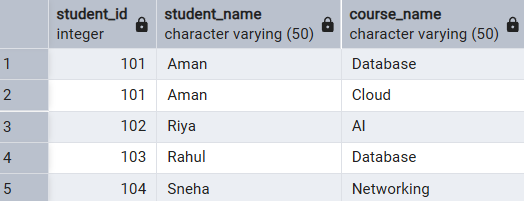 student_id student_name course_name
integer character varying (50) character varying (50)
1 101 Aman Database
2 101 Aman Cloud
3 102 Riya AI
4 103 Rahul Database
5 104 Sneha Networking